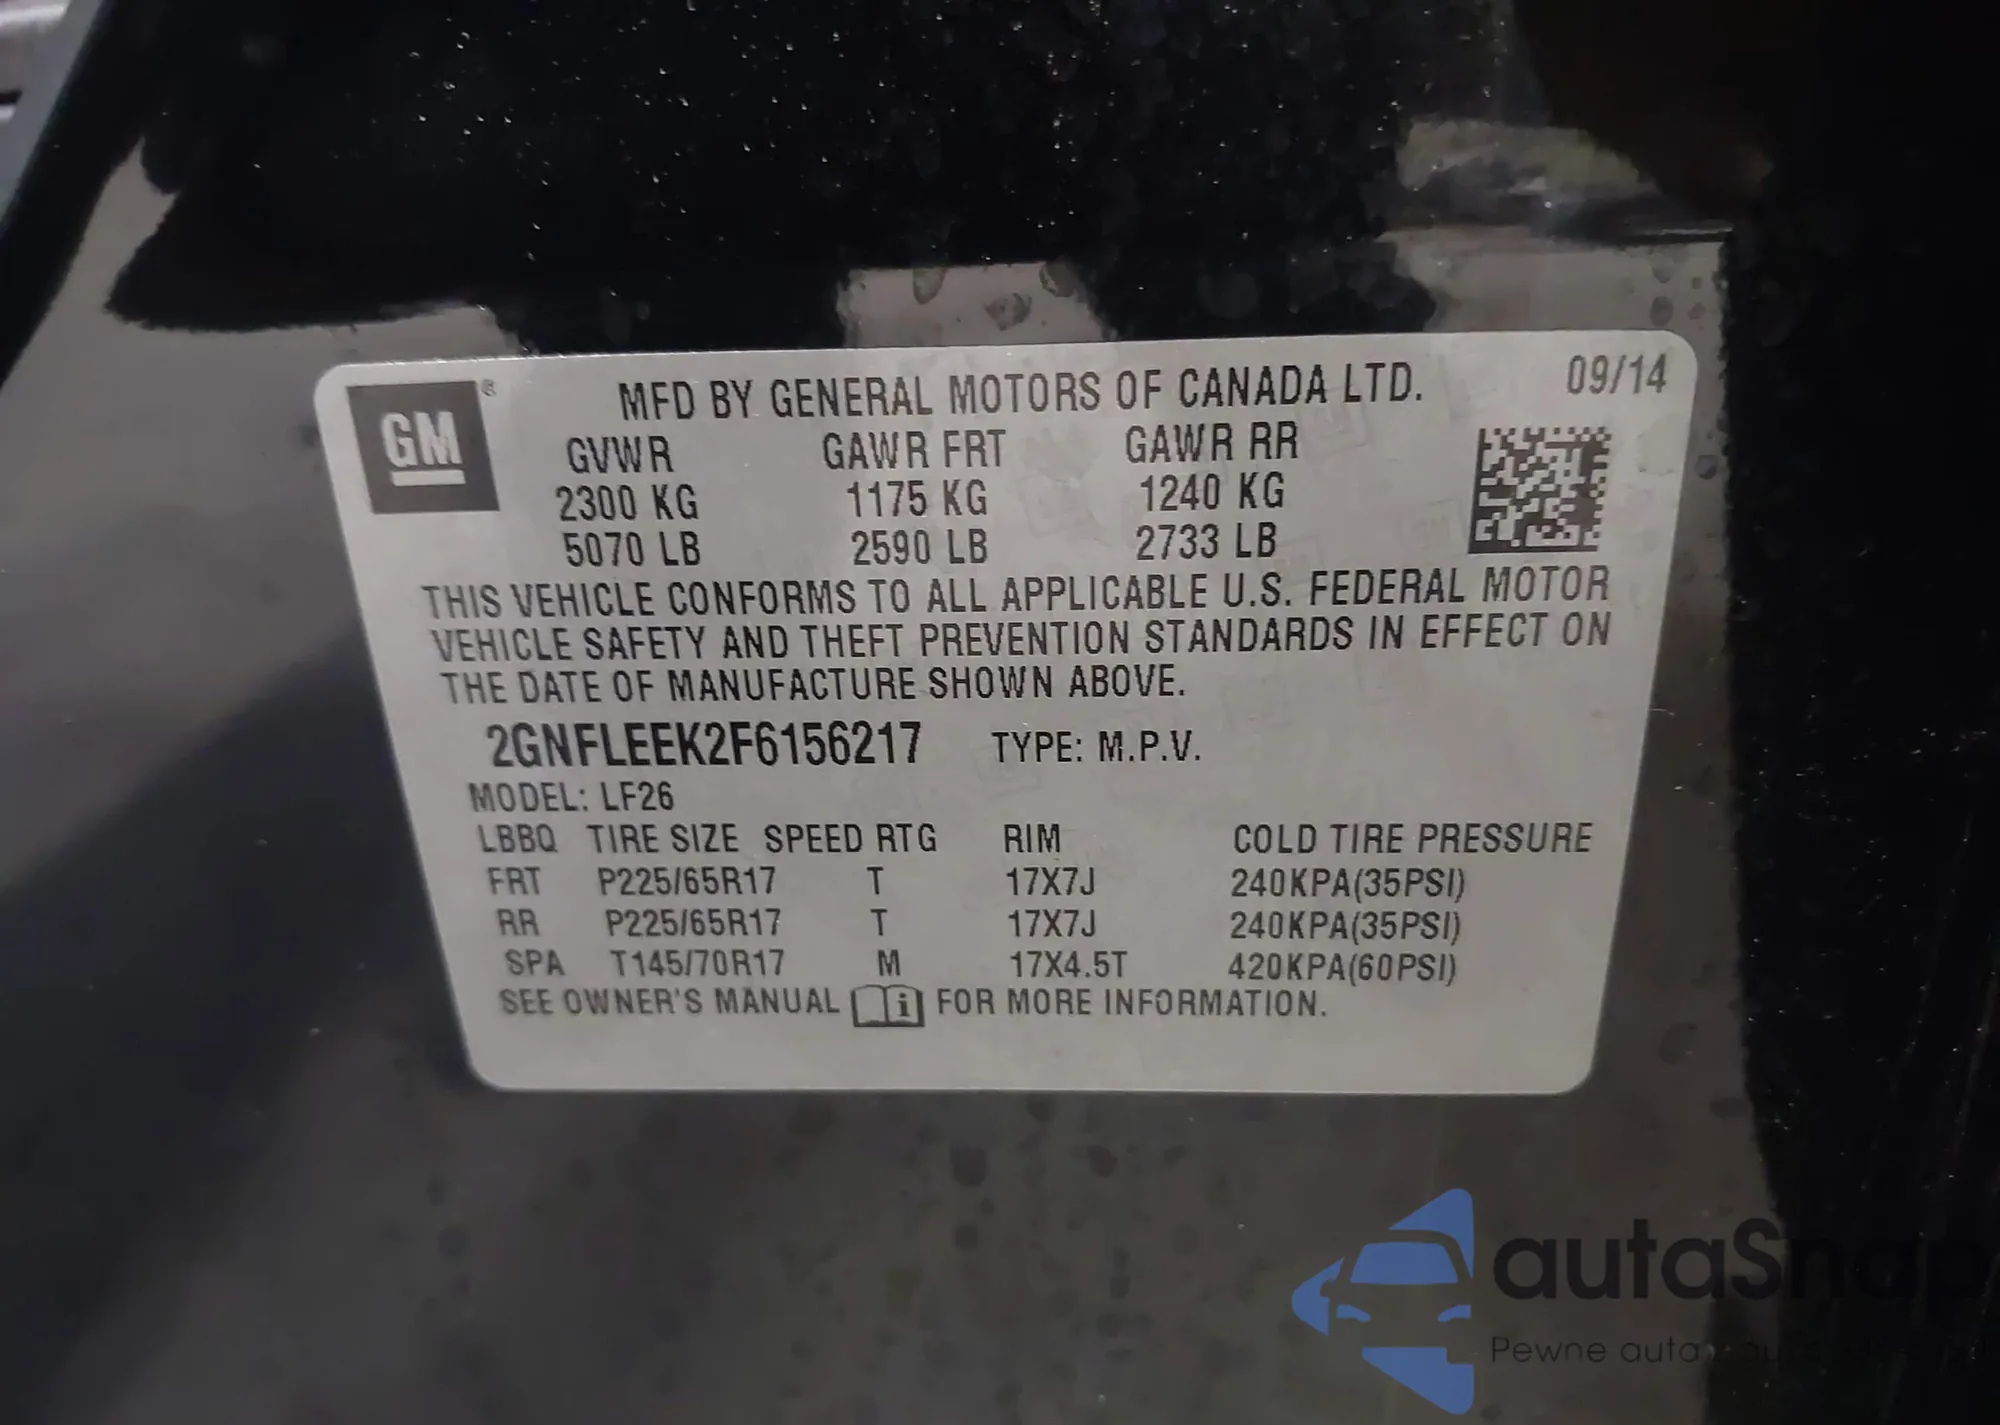 GM ®
MFD BY GENERAL MOTORS OF CANADA LTD. 09/14
GVWR GAWR FRT GAWR RR
2300 KG 1175 KG 1240 KG
5070 LB 2590 LB 2733 LB
THIS VEHICLE CONFORMS TO ALL APPLICABLE U.S. FEDERAL MOTOR
VEHICLE SAFETY AND THEFT PREVENTION STANDARDS IN EFFECT ON
THE DATE OF MANUFACTURE SHOWN ABOVE.
2GNFLEEK2F6156217 TYPE: M.P.V.
MODEL: LF26
LBBQ TIRE SIZE SPEED RTG RIM COLD TIRE PRESSURE
FRT P225/65R17 T 17X7J 240KPA(35PSI)
RR P225/65R17 T 17X7J 240KPA(35PSI)
SPA T145/70R17 M 17X4.5T 420KPA(60PSI)
SEE OWNER'S MANUAL i FOR MORE INFORMATION.
autaSnap
Pewne auta